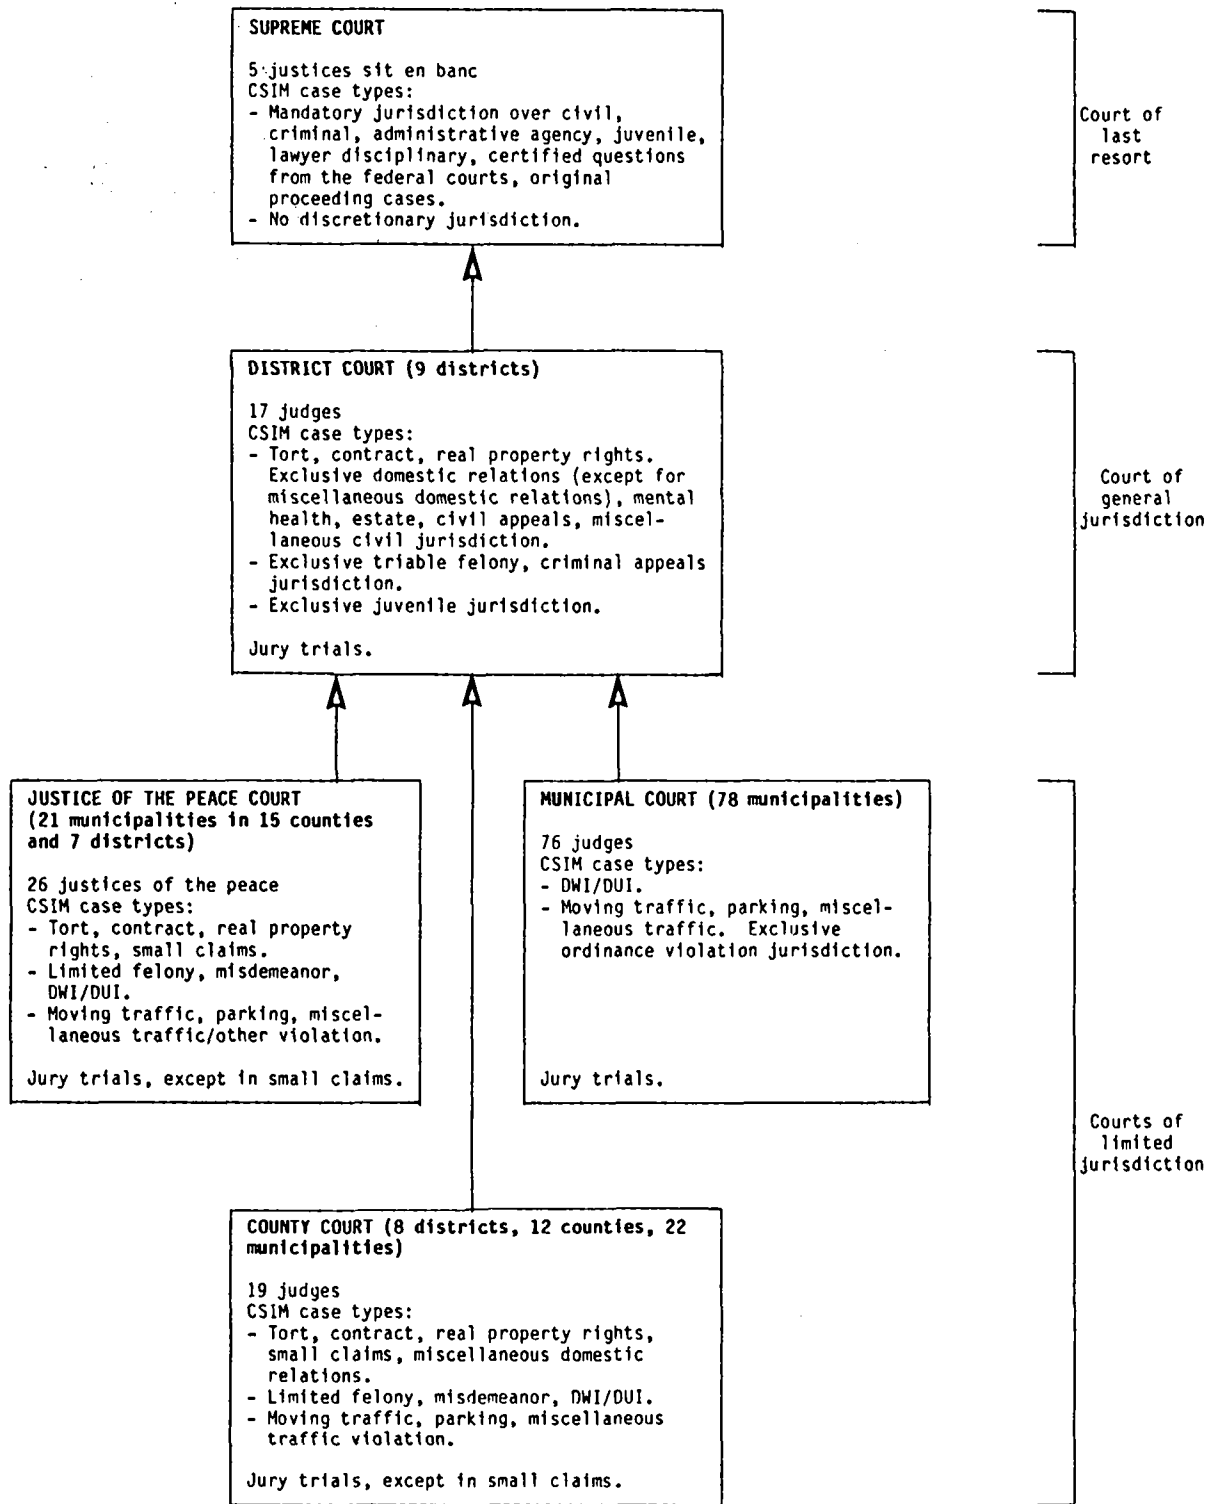 SUPREME COURT
5 justices sit en banc
CSIM case types:
- Mandatory jurisdiction over civil,
criminal, administrative agency, juvenile,
lawyer disciplinary, certified questions
from the federal courts, original
proceeding cases.
- No discretionary jurisdiction.
Court of
last
resort
DISTRICT COURT (9 districts)
17 judges
CSIM case types:
- Tort, contract, real property rights.
Exclusive domestic relations (except for
miscellaneous domestic relations), mental
health, estate, civil appeals, miscel-
laneous civil jurisdiction.
- Exclusive triable felony, criminal appeals
jurisdiction.
- Exclusive juvenile jurisdiction.
Jury trials.
Court of
general
jurisdiction
JUSTICE OF THE PEACE COURT
(21 municipalities in 15 counties
and 7 districts)
26 justices of the peace
CSIM case types:
- Tort, contract, real property
rights, small claims.
- Limited felony, misdemeanor,
DWI/DUI.
- Moving traffic, parking, miscel-
laneous traffic/other violation.
Jury trials, except in small claims.
MUNICIPAL COURT (78 municipalities)
76 judges
CSIM case types:
- DWI/DUI.
- Moving traffic, parking, miscel-
laneous traffic. Exclusive
ordinance violation jurisdiction.
Jury trials.
Courts of
limited
jurisdiction
COUNTY COURT (8 districts, 12 counties, 22
municipalities)
19 judges
CSIM case types:
- Tort, contract, real property rights,
small claims, miscellaneous domestic
relations.
- Limited felony, misdemeanor, DWI/DUI.
- Moving traffic, parking, miscellaneous
traffic violation.
Jury trials, except in small claims.